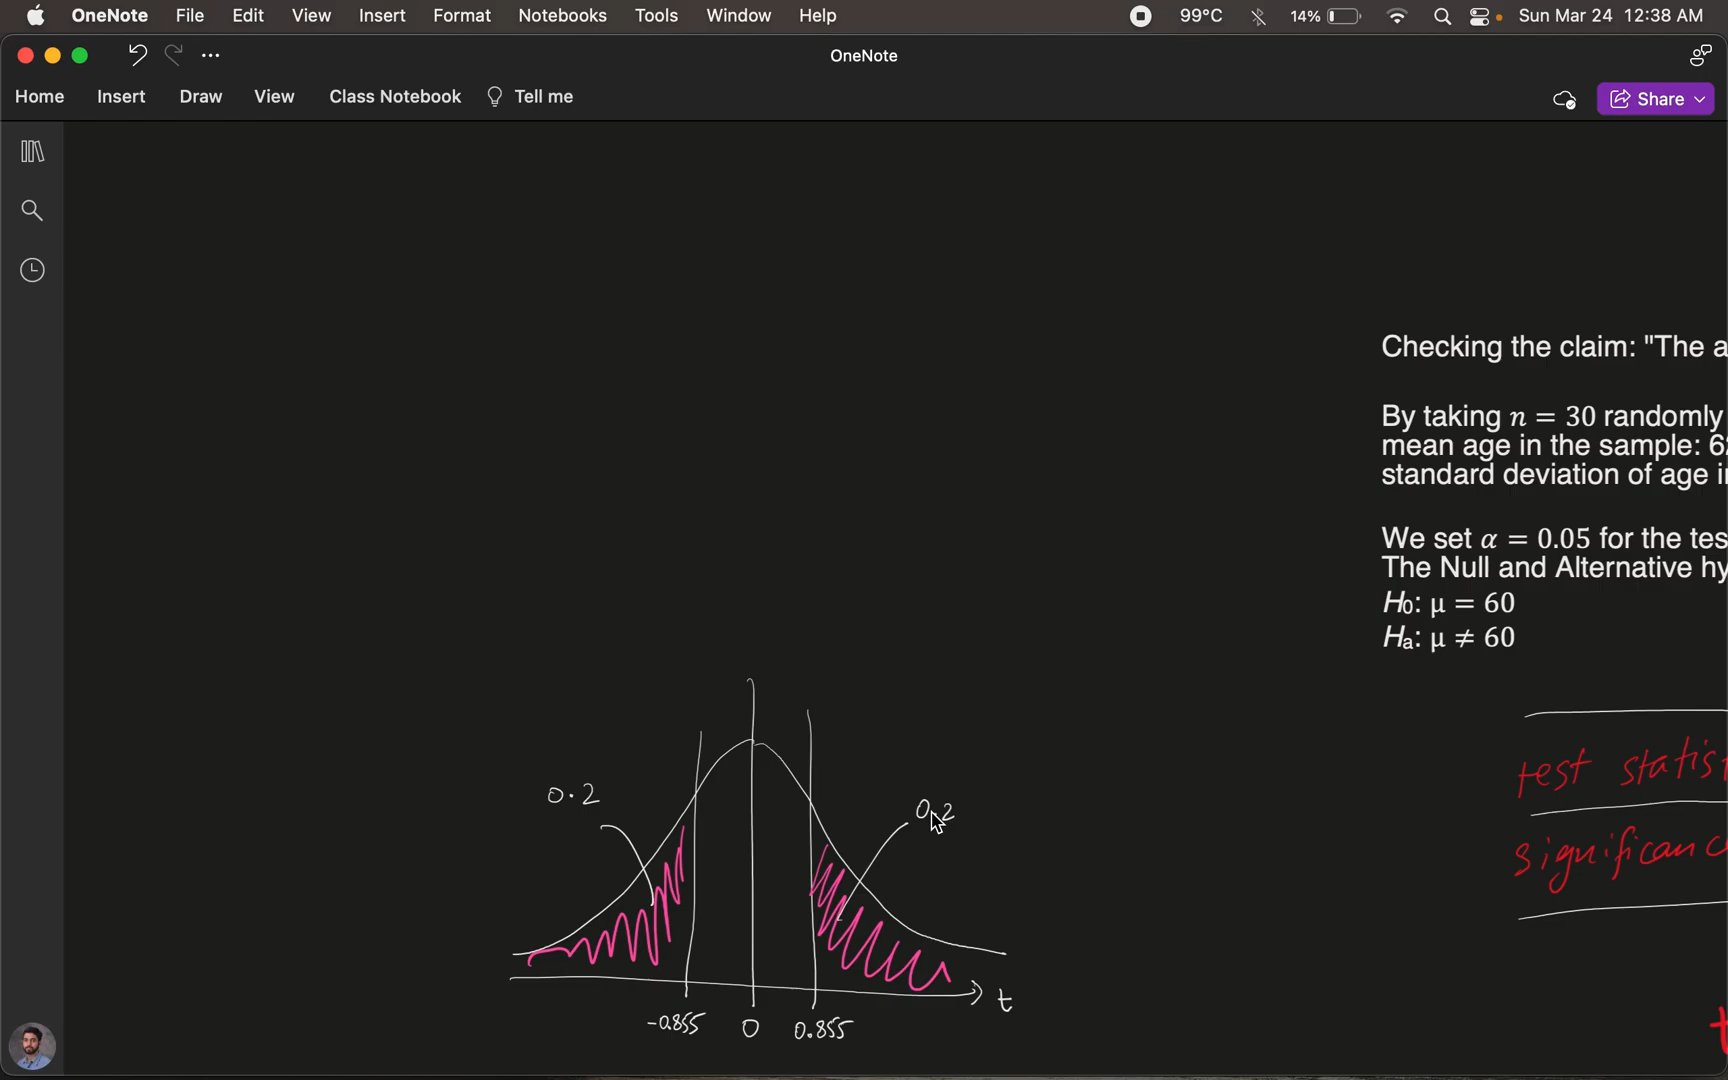 OneNote File Edit View Insert Format Notebooks Tools Window Help 99°C 14% Sun Mar 24 12:38 AM
OneNote
Home Insert Draw View Class Notebook Tell me Share
Checking the claim: "The a
By taking n = 30 randomly
mean age in the sample: 6
standard deviation of age i
We set α = 0.05 for the tes
The Null and Alternative hy
H₀: μ = 60
Hₐ: μ ≠ 60
test statis
significanc
0.2
0.2
t
-0.855 0 0.855
t